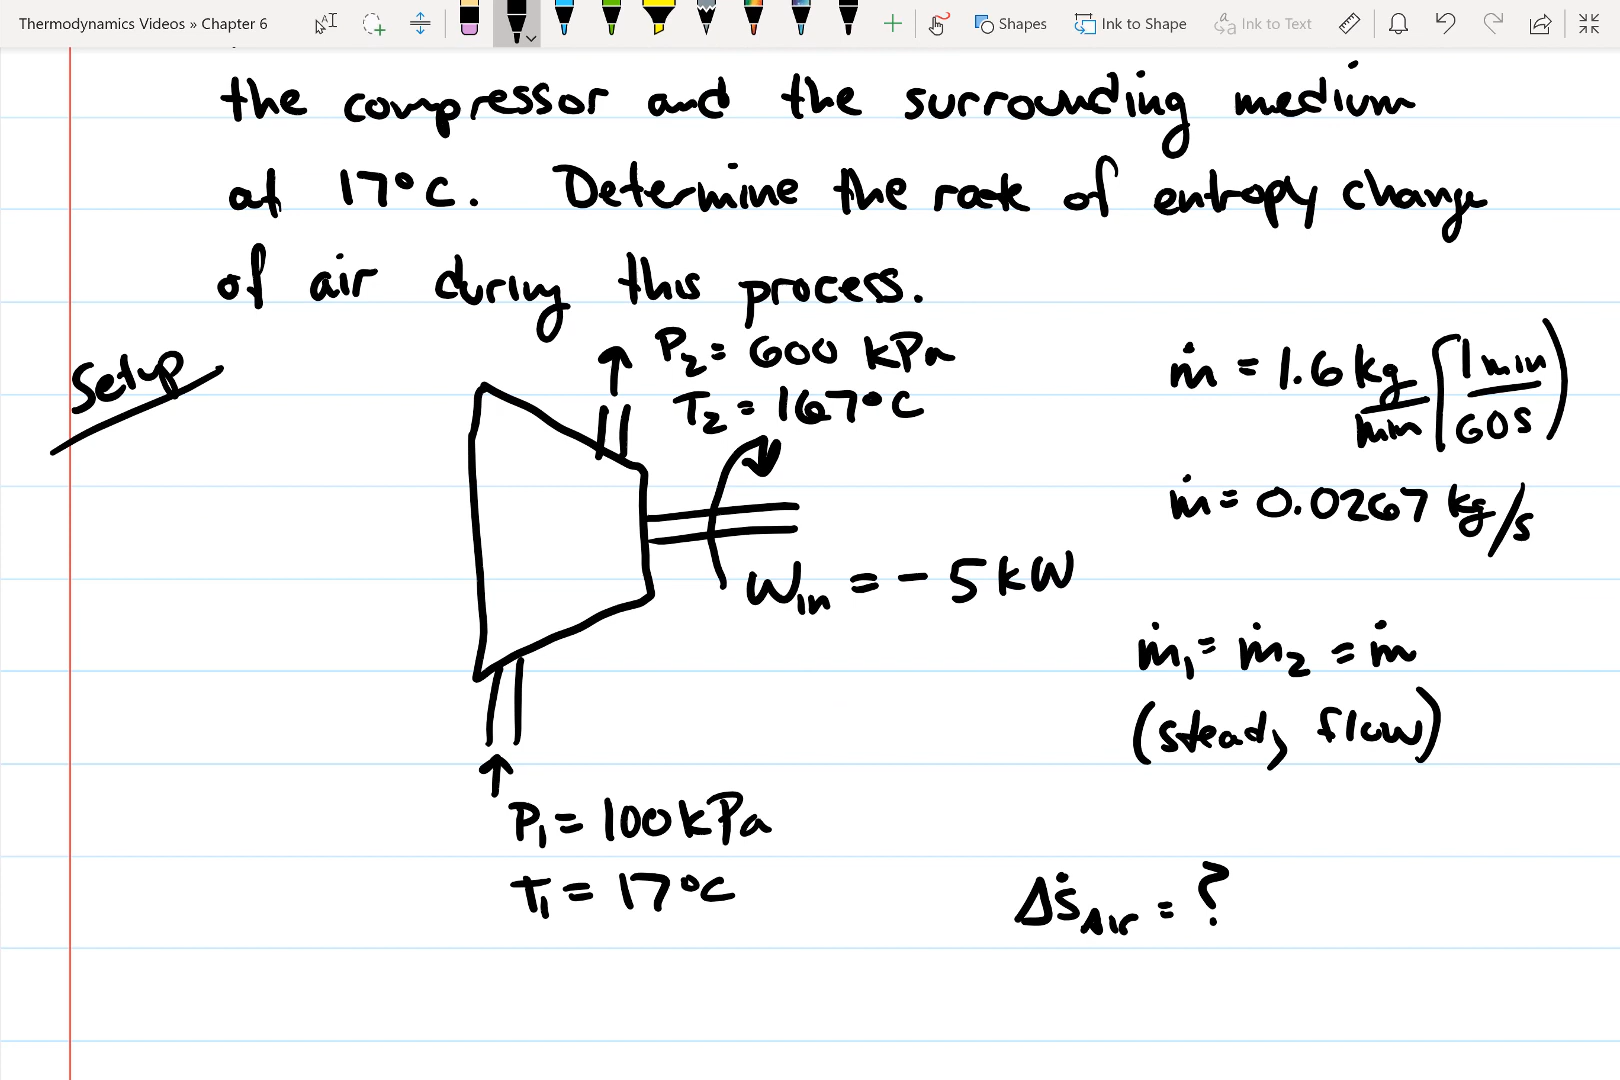 Thermodynamics Videos » Chapter 6
Shapes
Ink to Shape
Ink to Text
the compressor and the surrounding medium
at 17°C. Determine the rate of entropy change
of air during this process.
Setup
P₂ = 600 kPa
T₂ = 167°C
Win = - 5 kW
P₁ = 100 kPa
T₁ = 17°C
ṁ = 1.6 kg/min (1 min/60 s)
ṁ = 0.0267 kg/s
ṁ₁ = ṁ₂ = ṁ
(steady flow)
ΔṠAir = ?